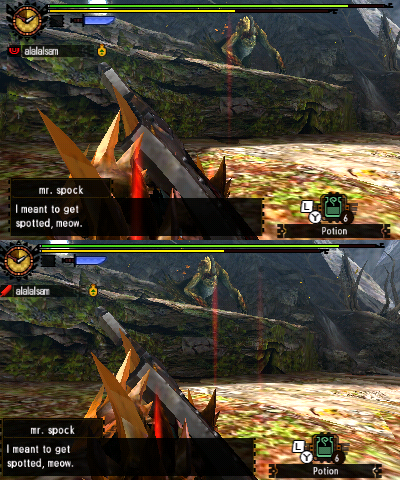 alalalsam
mr. spock
I meant to get
spotted, meow.
L
Y
6
Potion
alalalsam
mr. spock
I meant to get
spotted, meow.
L
Y
6
Potion